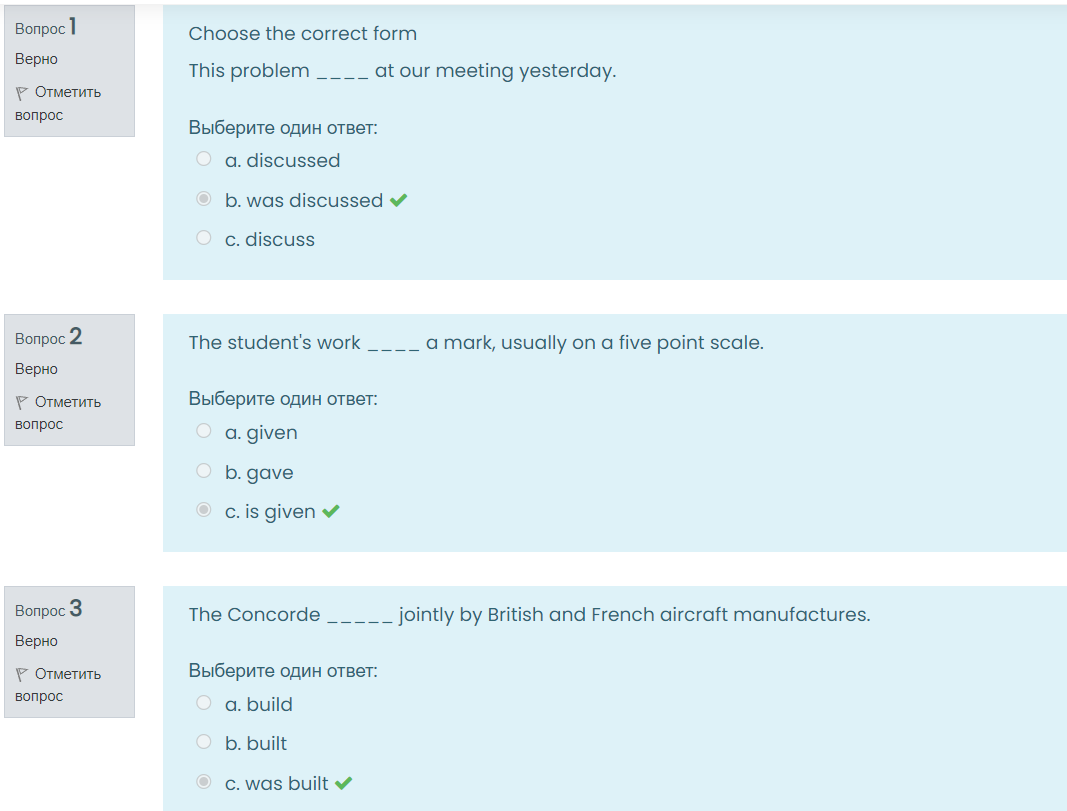 Вопрос 1
Верно
Отметить
вопрос
Choose the correct form
This problem ____ at our meeting yesterday.
Выберите один ответ:
a. discussed
b. was discussed
c. discuss
Вопрос 2
Верно
Отметить
вопрос
The student's work ____ a mark, usually on a five point scale.
Выберите один ответ:
a. given
b. gave
c. is given
Вопрос 3
Верно
Отметить
вопрос
The Concorde _____ jointly by British and French aircraft manufactures.
Выберите один ответ:
a. build
b. built
c. was built